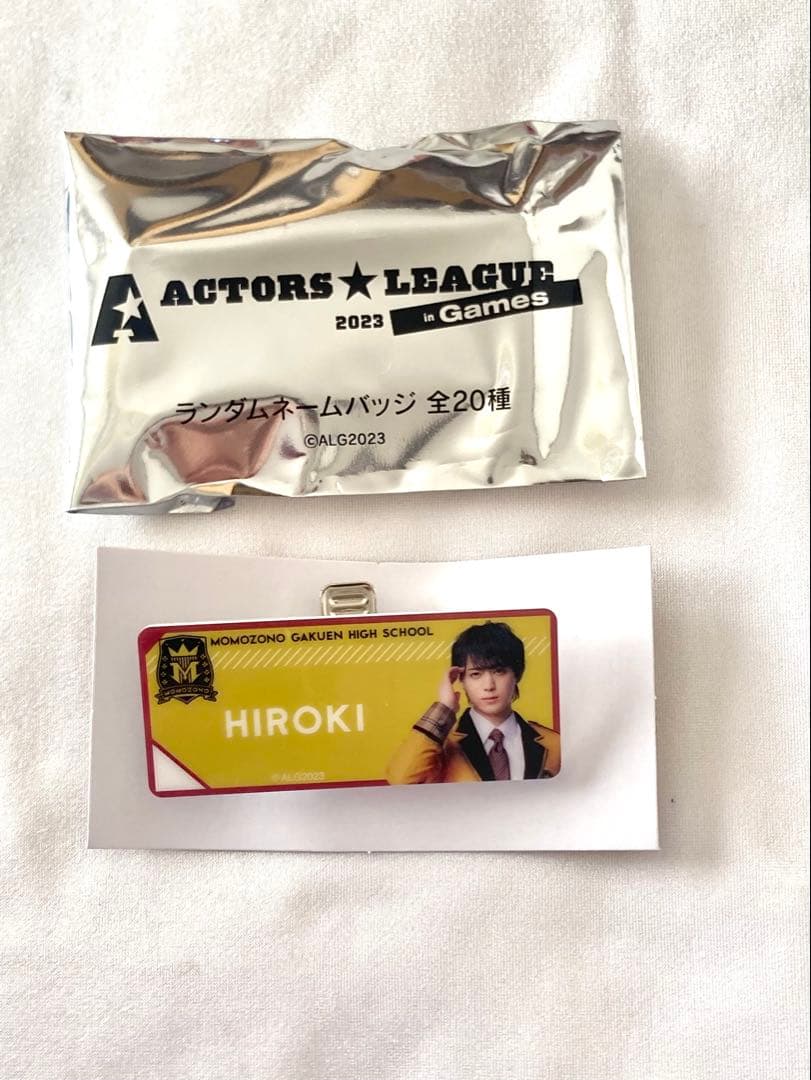 A ACTORS★LEAGUE
2023 in Games
ランダムネームバッジ 全20種
©ALG2023
MOMOZONO GAKUEN HIGH SCHOOL
M
MOMOZONO
HIROKI
©ALG2023